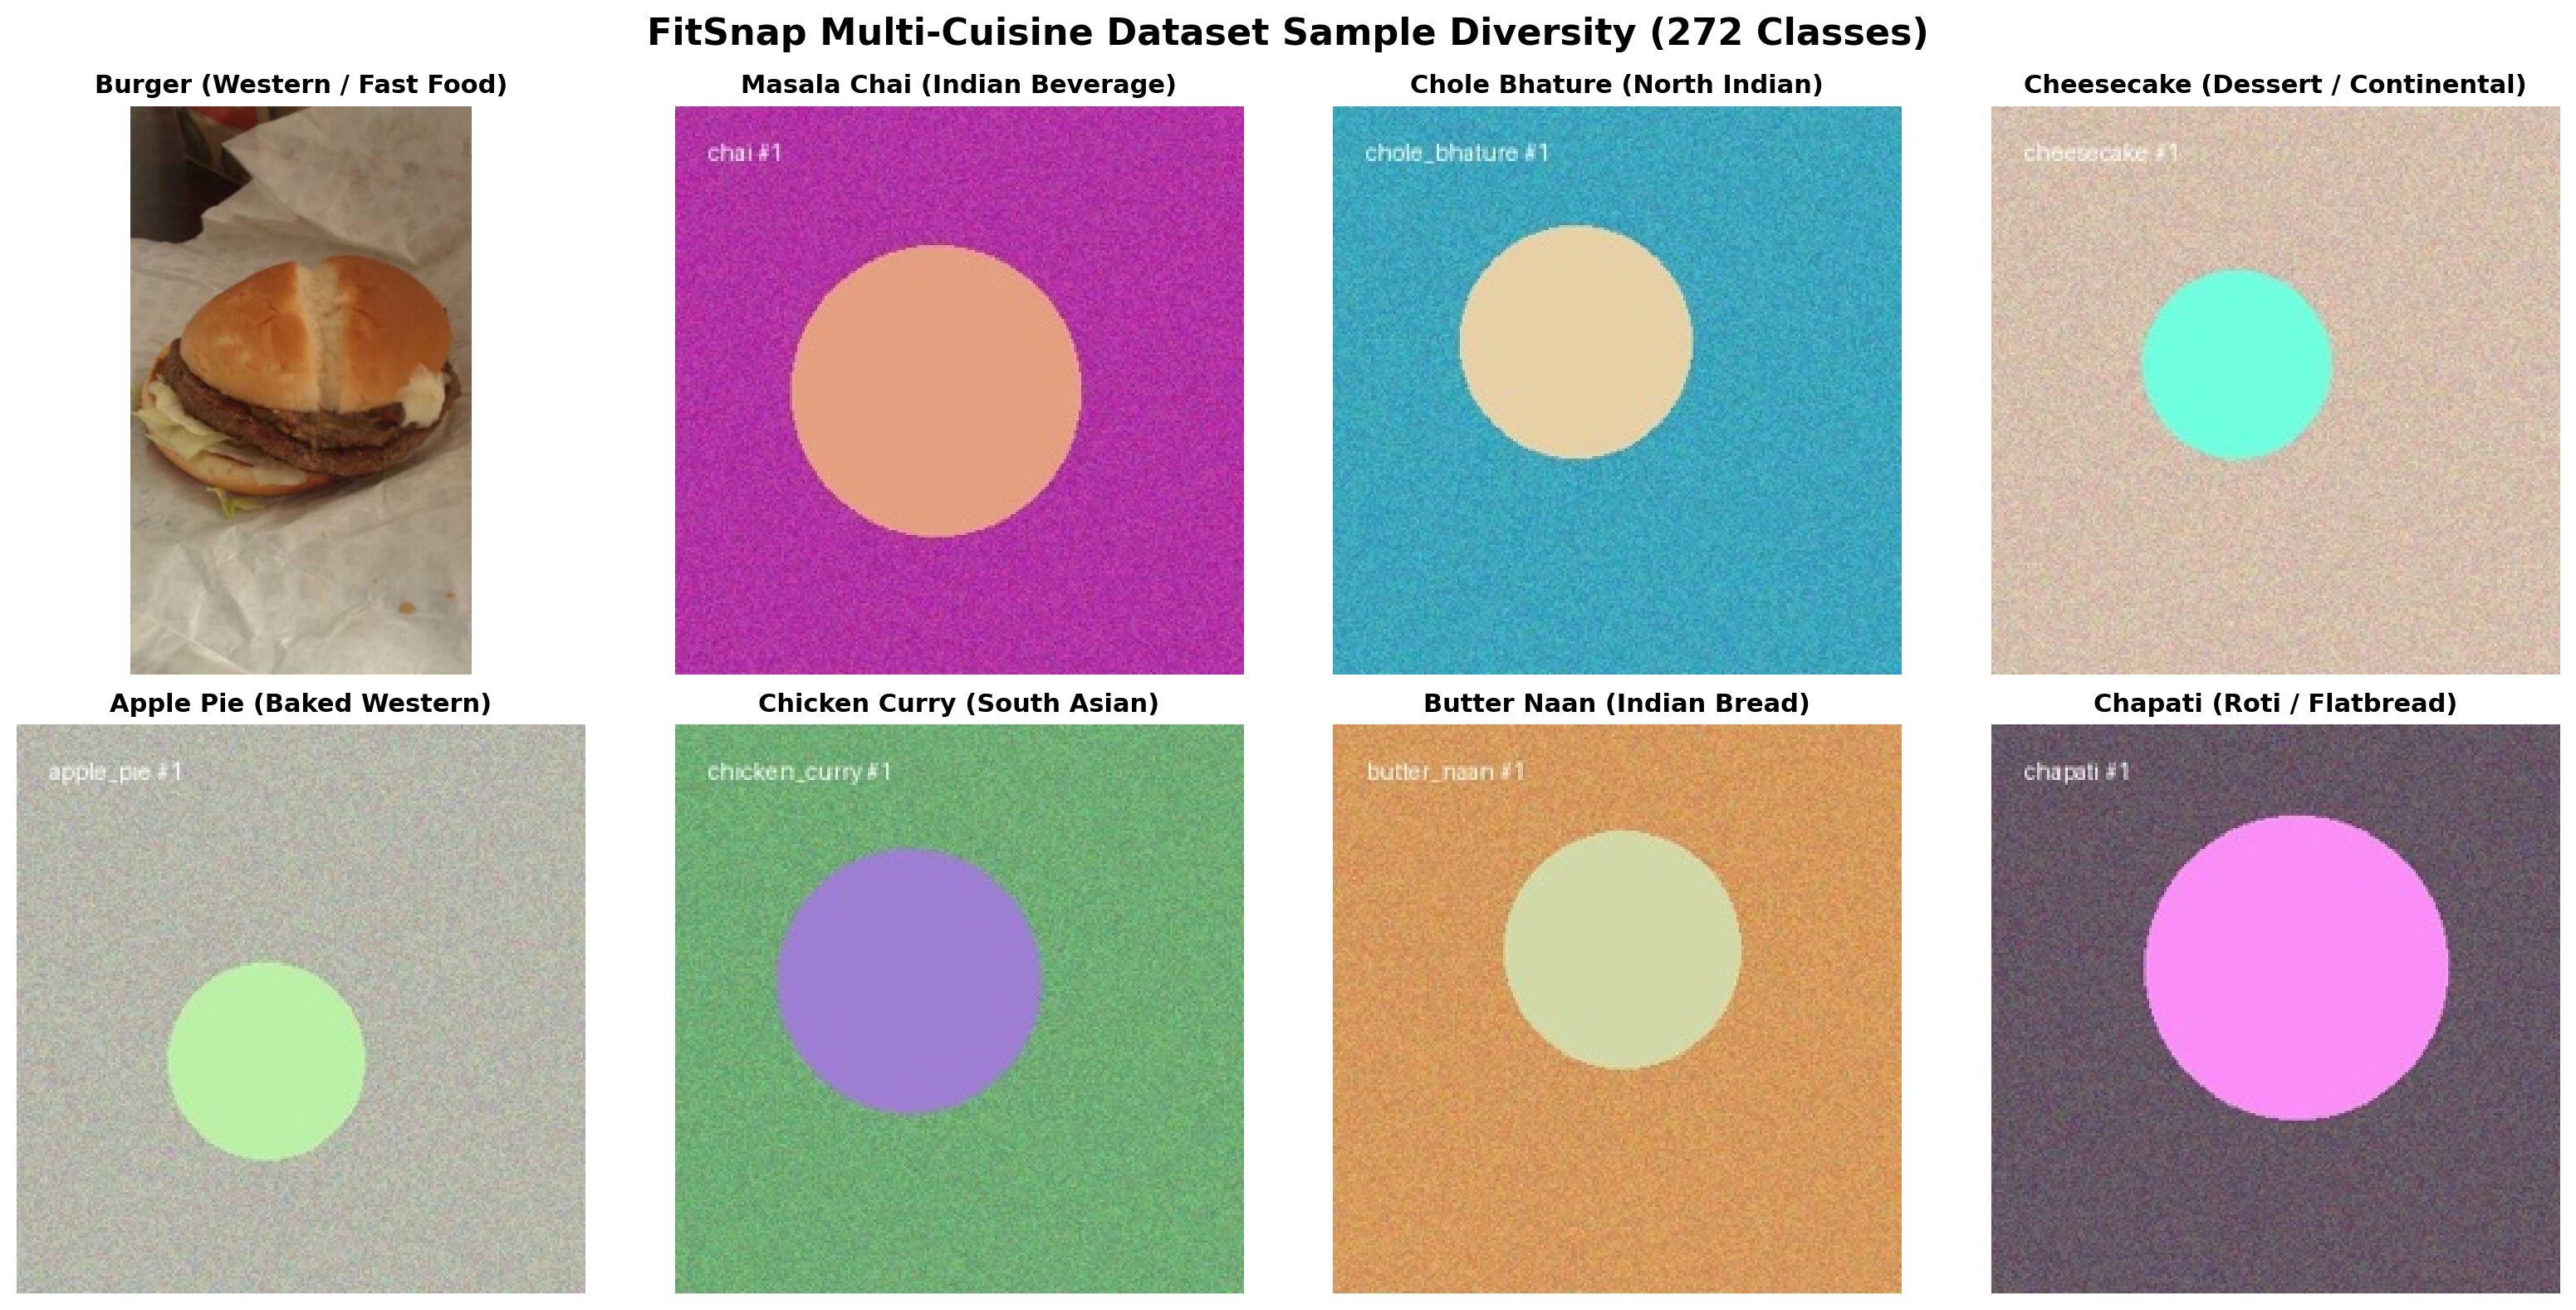 FitSnap Multi-Cuisine Dataset Sample Diversity (272 Classes)
Burger (Western / Fast Food)
Masala Chai (Indian Beverage)
chai #1
Chole Bhature (North Indian)
chole_bhature #1
Cheesecake (Dessert / Continental)
cheesecake #1
Apple Pie (Baked Western)
apple_pie #1
Chicken Curry (South Asian)
chicken_curry #1
Butter Naan (Indian Bread)
butter_naan #1
Chapati (Roti / Flatbread)
chapati #1